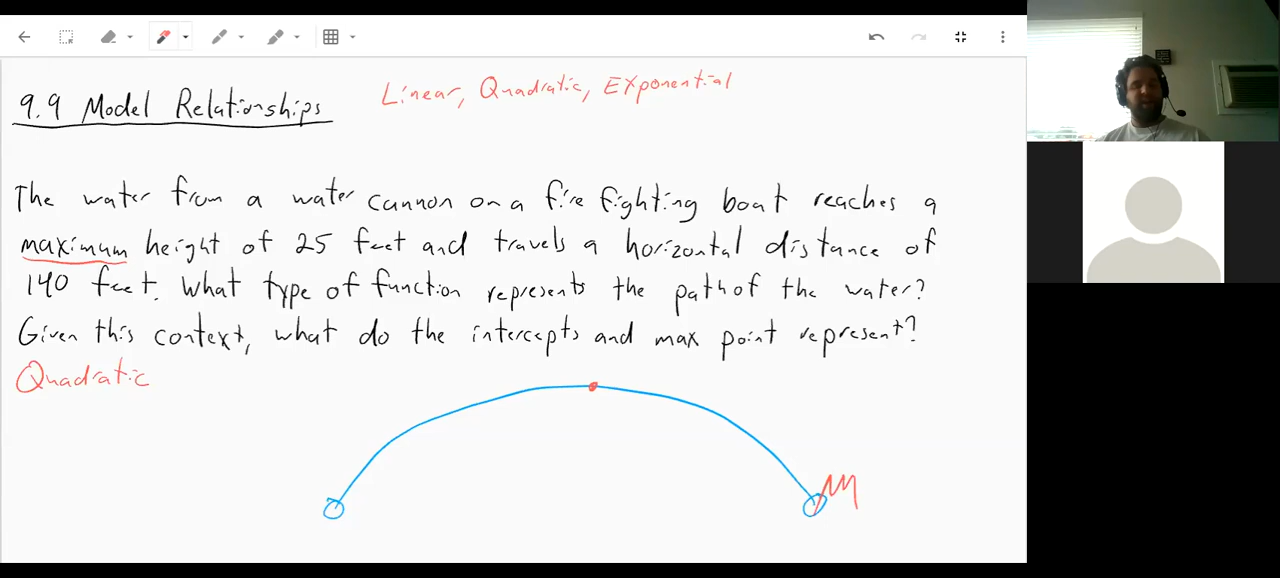 9.9 Model Relationships
Linear, Quadratic, Exponential
The water from a water cannon on a fire fighting boat reaches a
maximum height of 25 feet and travels a horizontal distance of
140 feet. What type of function represents the path of the water?
Given this context, what do the intercepts and max point represent?
Quadratic